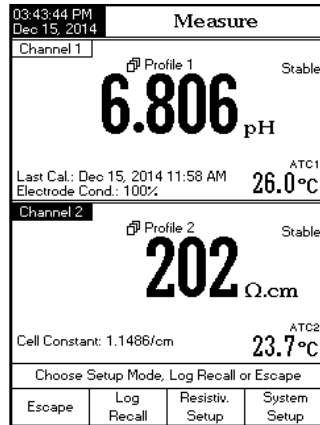 03:43:44 PM
Dec 15, 2014
Measure
Channel 1
Profile 1
Stable
6.806 pH
ATC1
Last Cal.: Dec 15, 2014 11:58 AM
26.0°C
Electrode Cond.: 100%
Channel 2
Profile 2
Stable
202 Ω.cm
ATC2
Cell Constant: 1.1486/cm
23.7°C
Choose Setup Mode, Log Recall or Escape
Escape
Log Recall
Resistiv. Setup
System Setup